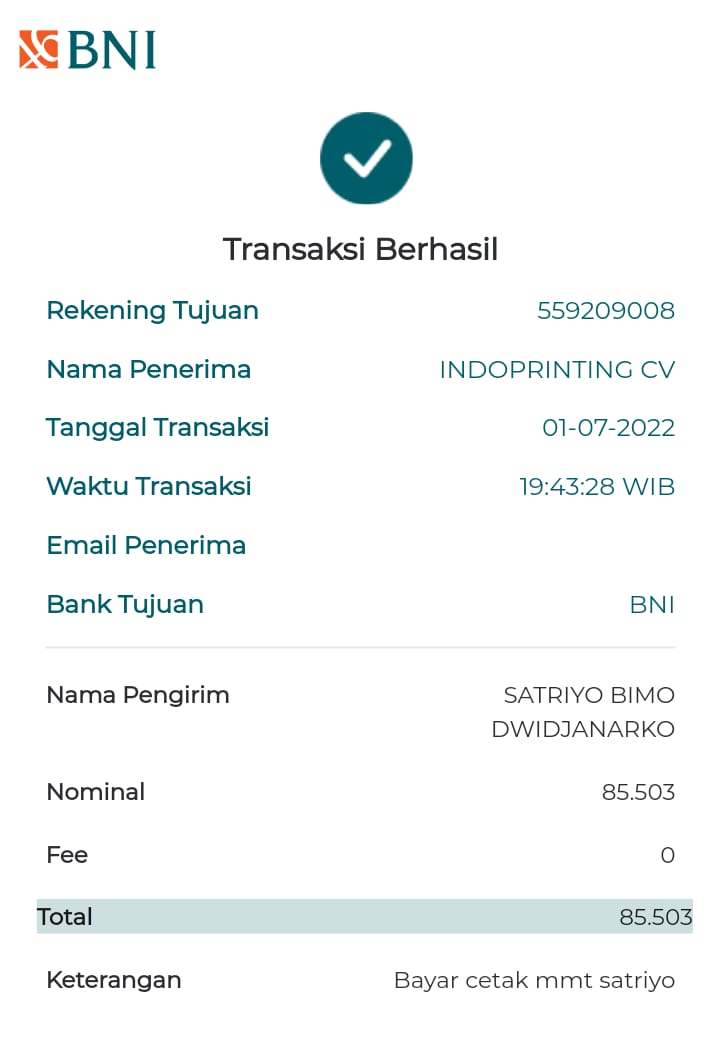 BNI
Transaksi Berhasil
Rekening Tujuan 559209008
Nama Penerima INDOPRINTING CV
Tanggal Transaksi 01-07-2022
Waktu Transaksi 19:43:28 WIB
Email Penerima
Bank Tujuan BNI
Nama Pengirim SATRIYO BIMO
DWIDJANARKO
Nominal 85.503
Fee 0
Total 85.503
Keterangan Bayar cetak mmt satriyo